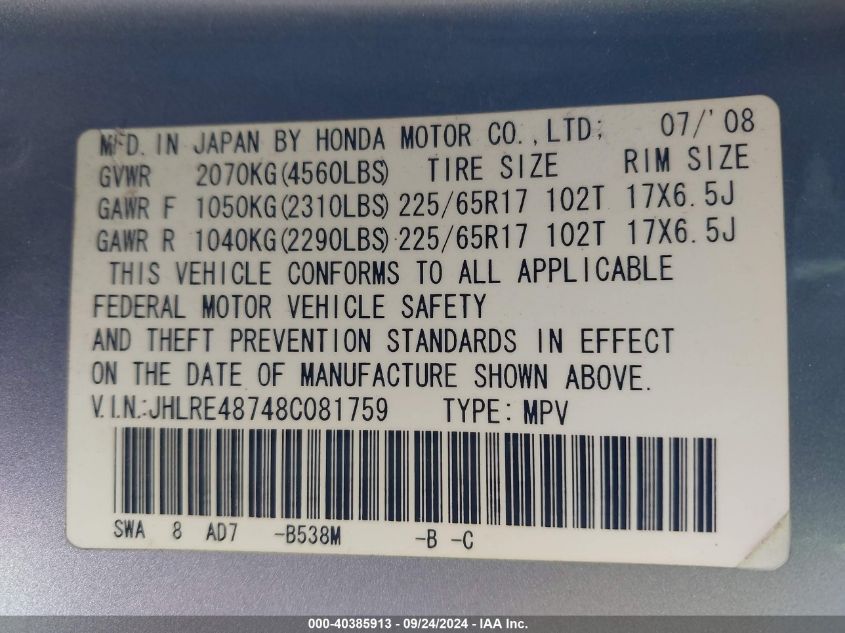 MFD. IN JAPAN BY HONDA MOTOR CO., LTD; 07/'08
GVWR 2070KG(4560LBS) TIRE SIZE RIM SIZE
GAWR F 1050KG(2310LBS) 225/65R17 102T 17X6.5J
GAWR R 1040KG(2290LBS) 225/65R17 102T 17X6.5J
THIS VEHICLE CONFORMS TO ALL APPLICABLE
FEDERAL MOTOR VEHICLE SAFETY
AND THEFT PREVENTION STANDARDS IN EFFECT
ON THE DATE OF MANUFACTURE SHOWN ABOVE.
V.I.N.:JHLRE48748C081759 TYPE: MPV
SWA 8 AD7 -B538M -B -C
000-40385913 - 09/24/2024 - IAA Inc.